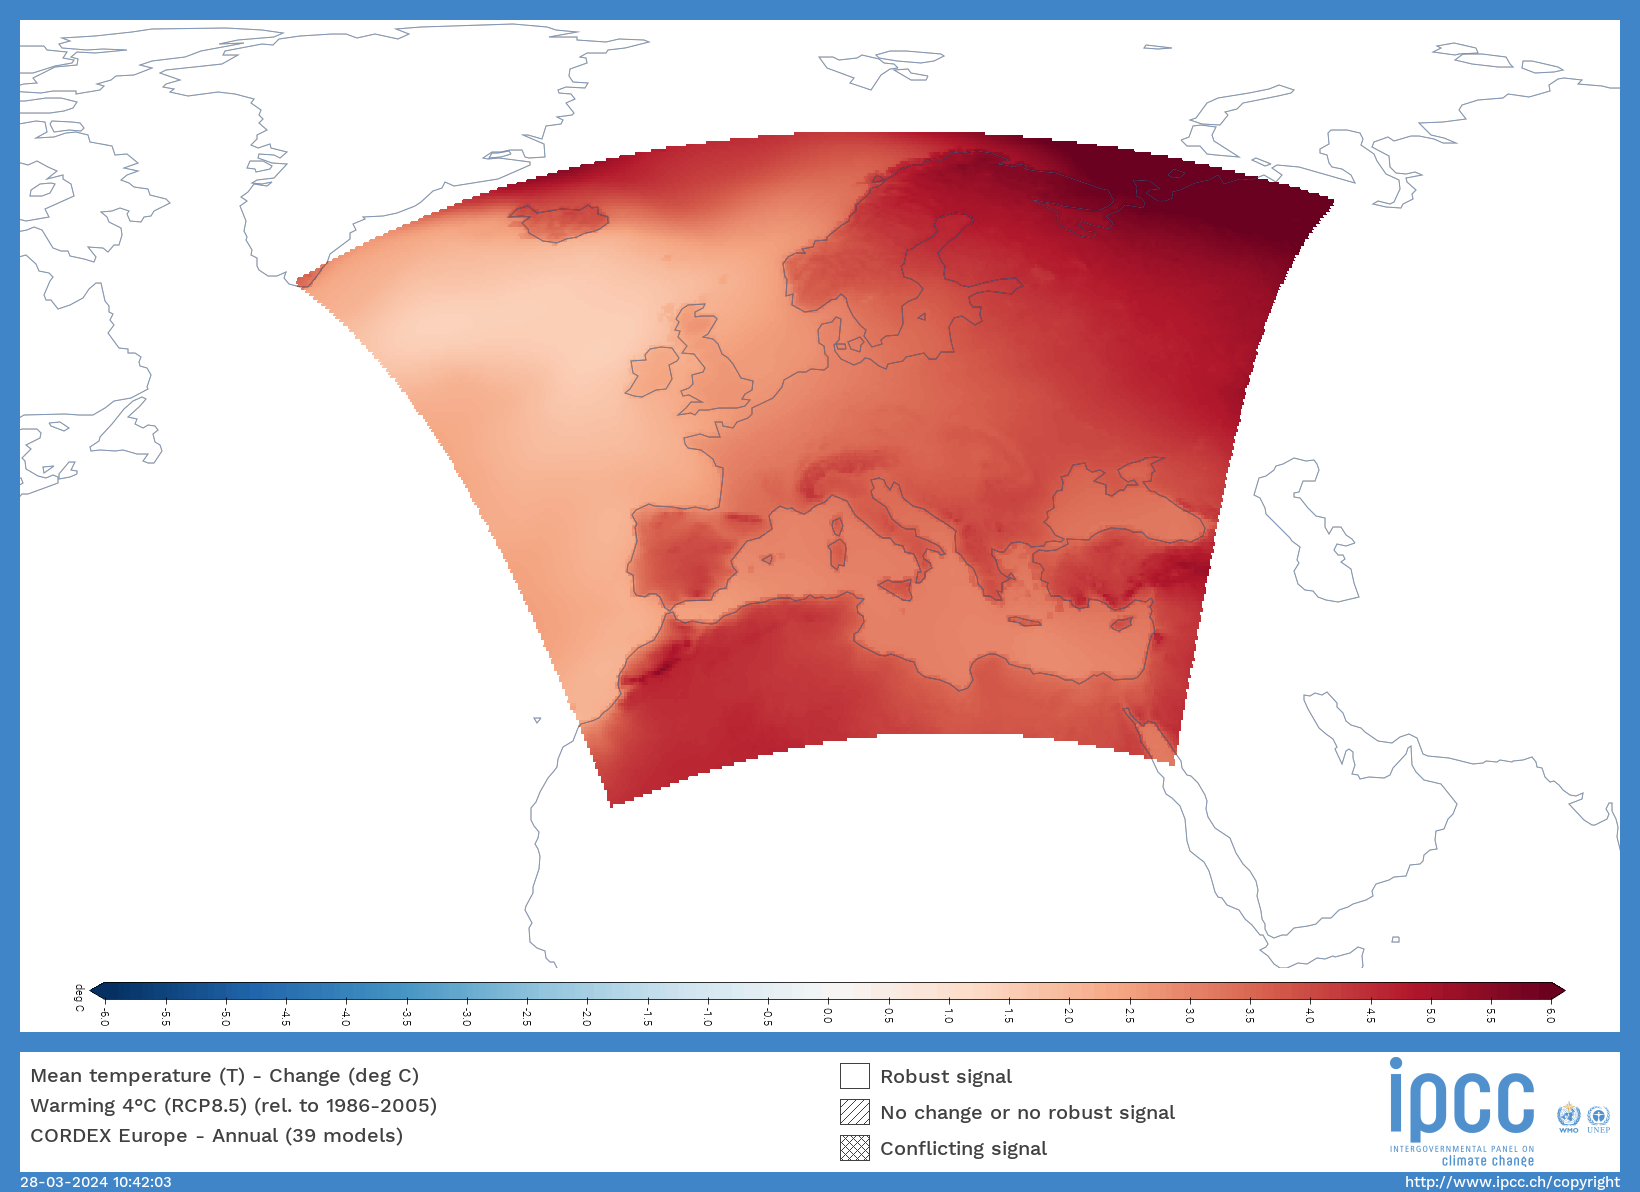 deg C
-6.0 -5.5 -5.0 -4.5 -4.0 -3.5 -3.0 -2.5 -2.0 -1.5 -1.0 -0.5 0.0 0.5 1.0 1.5 2.0 2.5 3.0 3.5 4.0 4.5 5.0 5.5 6.0
Mean temperature (T) - Change (deg C)
Warming 4°C (RCP8.5) (rel. to 1986-2005)
CORDEX Europe - Annual (39 models)
Robust signal
No change or no robust signal
Conflicting signal
ipcc
INTERGOVERNMENTAL PANEL ON
climate change
WMO UNEP
28-03-2024 10:42:03
http://www.ipcc.ch/copyright